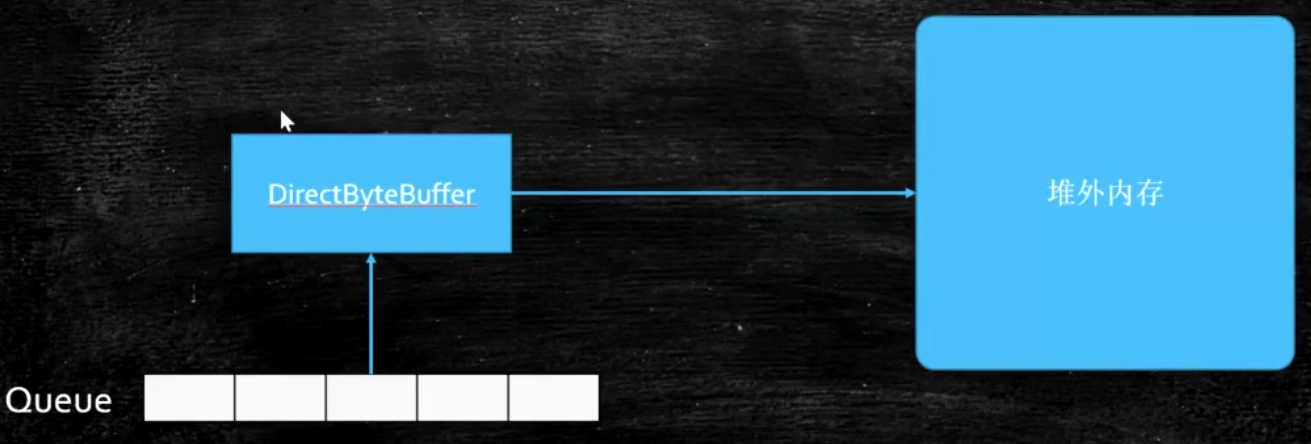 DirectByteBuffer
堆外内存
Queue